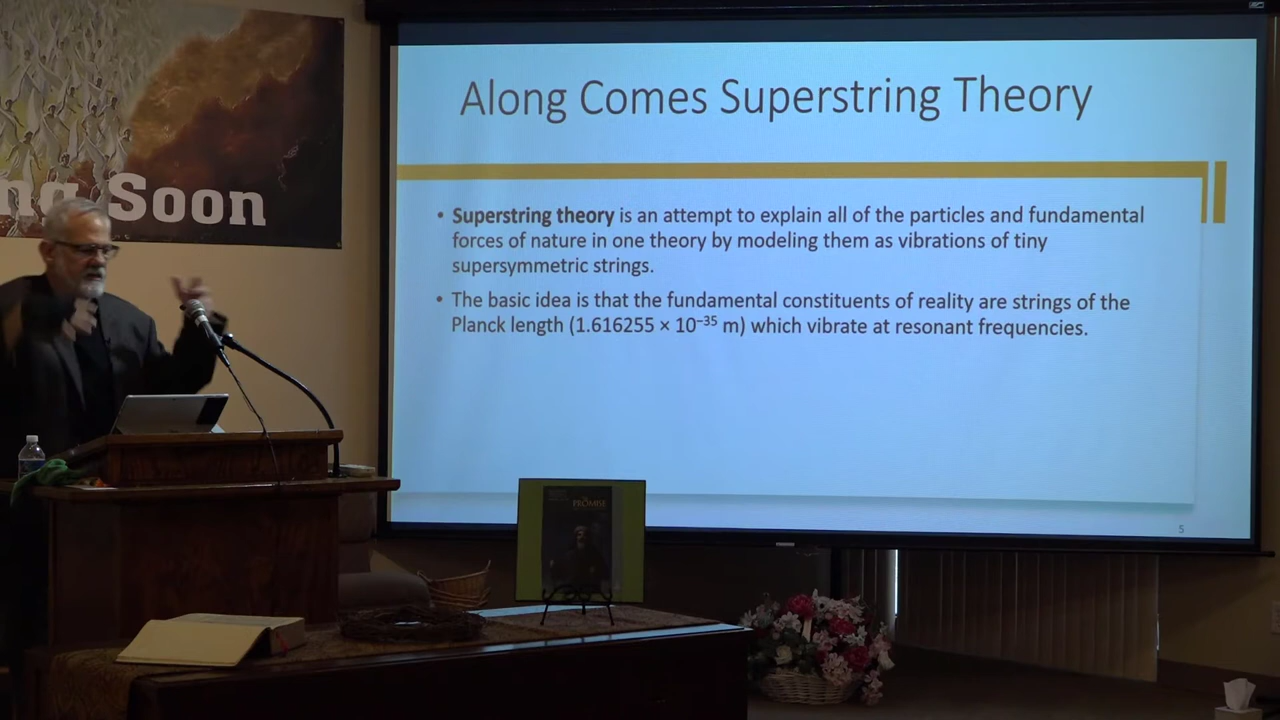 ng Soon
Along Comes Superstring Theory
• Superstring theory is an attempt to explain all of the particles and fundamental
forces of nature in one theory by modeling them as vibrations of tiny
supersymmetric strings.
• The basic idea is that the fundamental constituents of reality are strings of the
Planck length (1.616255 × 10⁻³⁵ m) which vibrate at resonant frequencies.
5
PROMISE